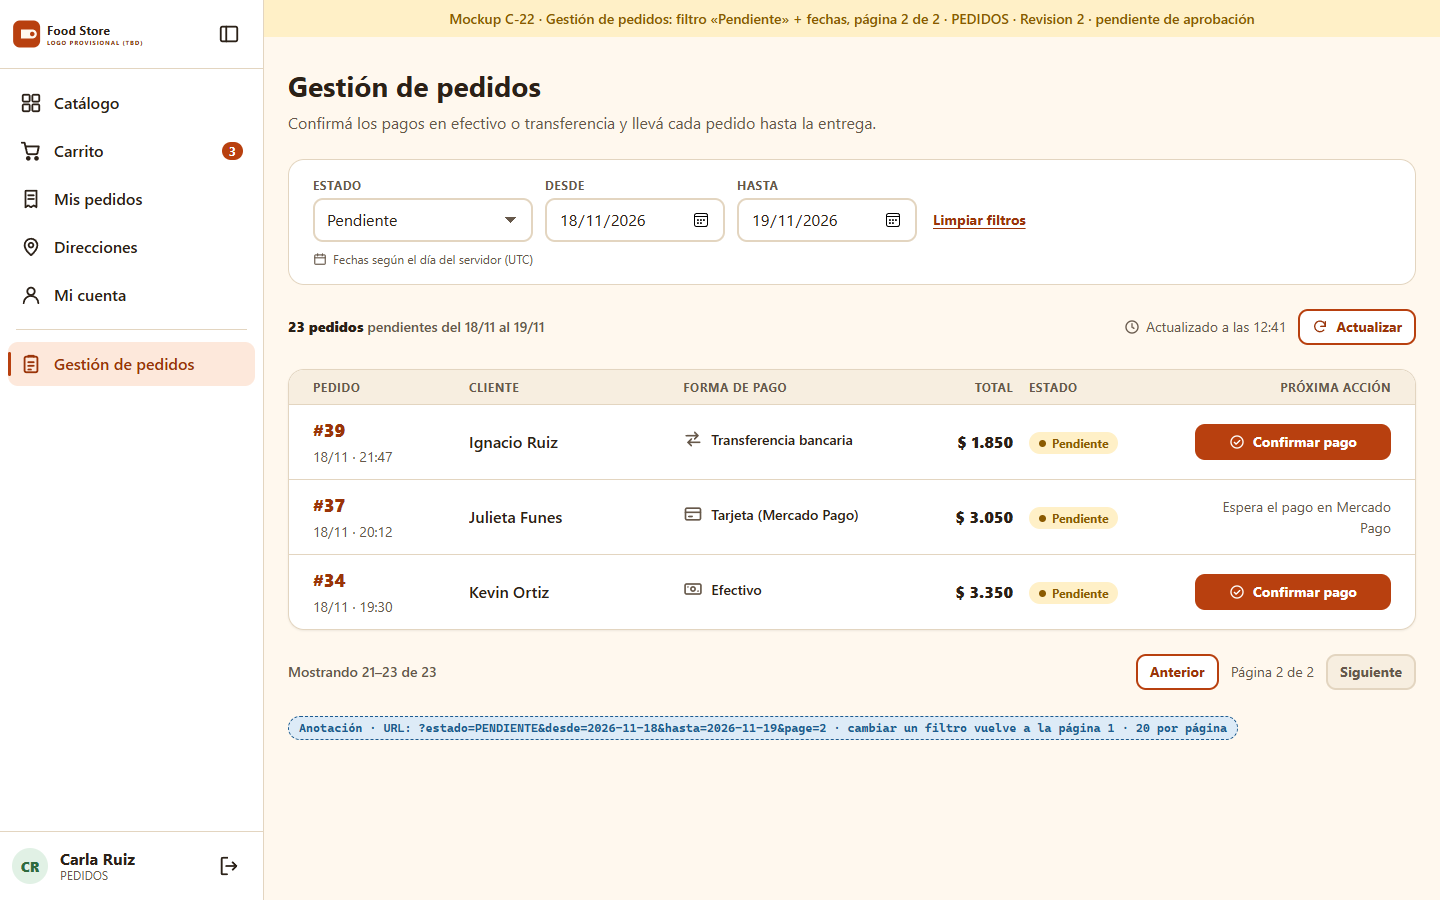 Food Store
LOGO PROVISIONAL (TBD)
Catálogo
Carrito
3
Mis pedidos
Direcciones
Mi cuenta
Gestión de pedidos
CR
Carla Ruiz
PEDIDOS
Mockup C-22 · Gestión de pedidos: filtro «Pendiente» + fechas, página 2 de 2 · PEDIDOS · Revision 2 · pendiente de aprobación
Gestión de pedidos
Confirmá los pagos en efectivo o transferencia y llevá cada pedido hasta la entrega.
ESTADO DESDE HASTA
Pendiente 18/11/2026 19/11/2026 Limpiar filtros
Fechas según el día del servidor (UTC)
23 pedidos pendientes del 18/11 al 19/11
Actualizado a las 12:41 Actualizar
PEDIDO CLIENTE FORMA DE PAGO TOTAL ESTADO PRÓXIMA ACCIÓN
#39
18/11 · 21:47
Ignacio Ruiz Transferencia bancaria $ 1.850 Pendiente Confirmar pago
#37
18/11 · 20:12
Julieta Funes Tarjeta (Mercado Pago) $ 3.050 Pendiente Espera el pago en Mercado
Pago
#34
18/11 · 19:30
Kevin Ortiz Efectivo $ 3.350 Pendiente Confirmar pago
Mostrando 21–23 de 23
Anterior Página 2 de 2 Siguiente
Anotación · URL: ?estado=PENDIENTE&desde=2026-11-18&hasta=2026-11-19&page=2 · cambiar un filtro vuelve a la página 1 · 20 por página